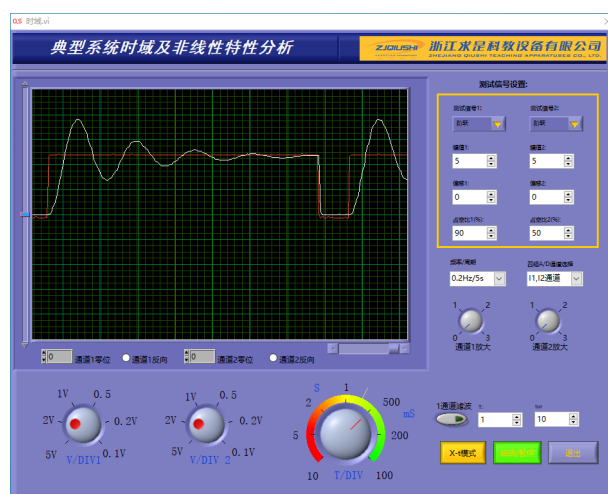 时域.vi
典型系统时域及非线性特性分析
ZJQIUSHI 浙江求是科教设备有限公司
ZHEJIANG QIUSHI TEACHING APPARATUSES CO., LTD.
测试信号设置:
测试信号1: 测试信号2:
阶跃 阶跃
幅值1: 幅值2:
5 5
偏移1: 偏移2:
0 0
占空比1(%): 占空比2(%):
90 50
频率/周期 四组A/D通道选择
0.2Hz/5s I1,I2通道
1 2 1 2
0 3 0 3
通道1放大 通道2放大
0 通道1零位 通道1反向 0 通道2零位 通道2反向
1V 0.5 1V 0.5 S 1
2V 0.2V 2V 0.2V 2 500 mS
5V 0.1V 5V 0.1V 5 200
V/DIV1 V/DIV 2 10 T/DIV 100
1通道滤波
1 10
X-t模式 退出